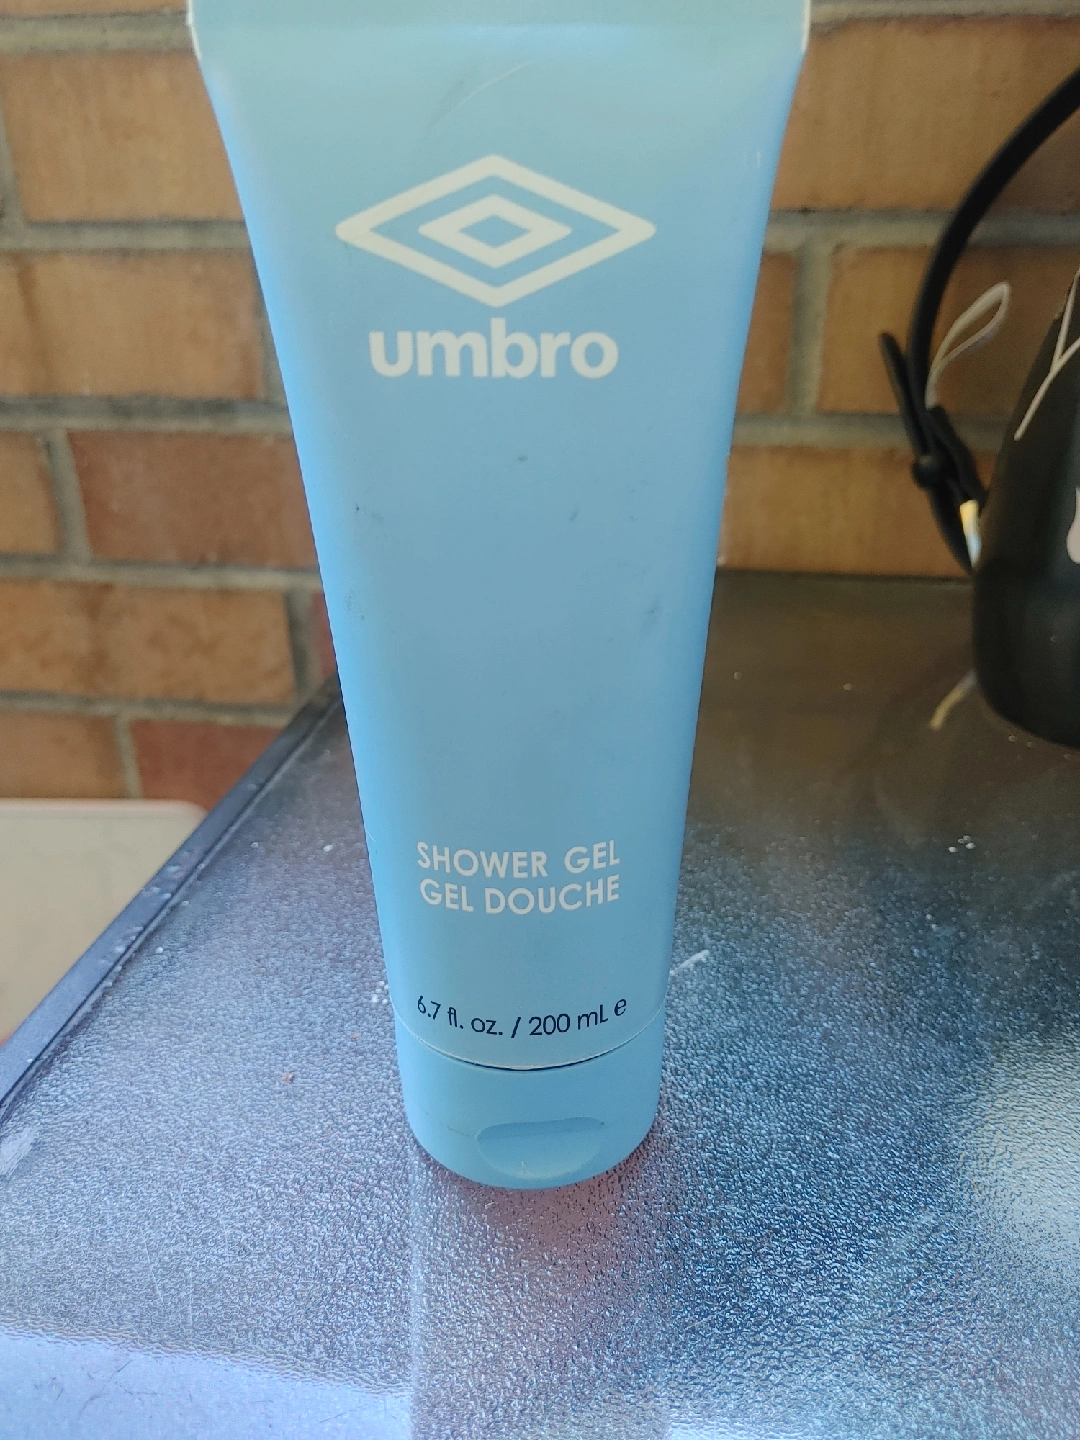 umbro
SHOWER GEL
GEL DOUCHE
6.7 fl. oz. / 200 mL e